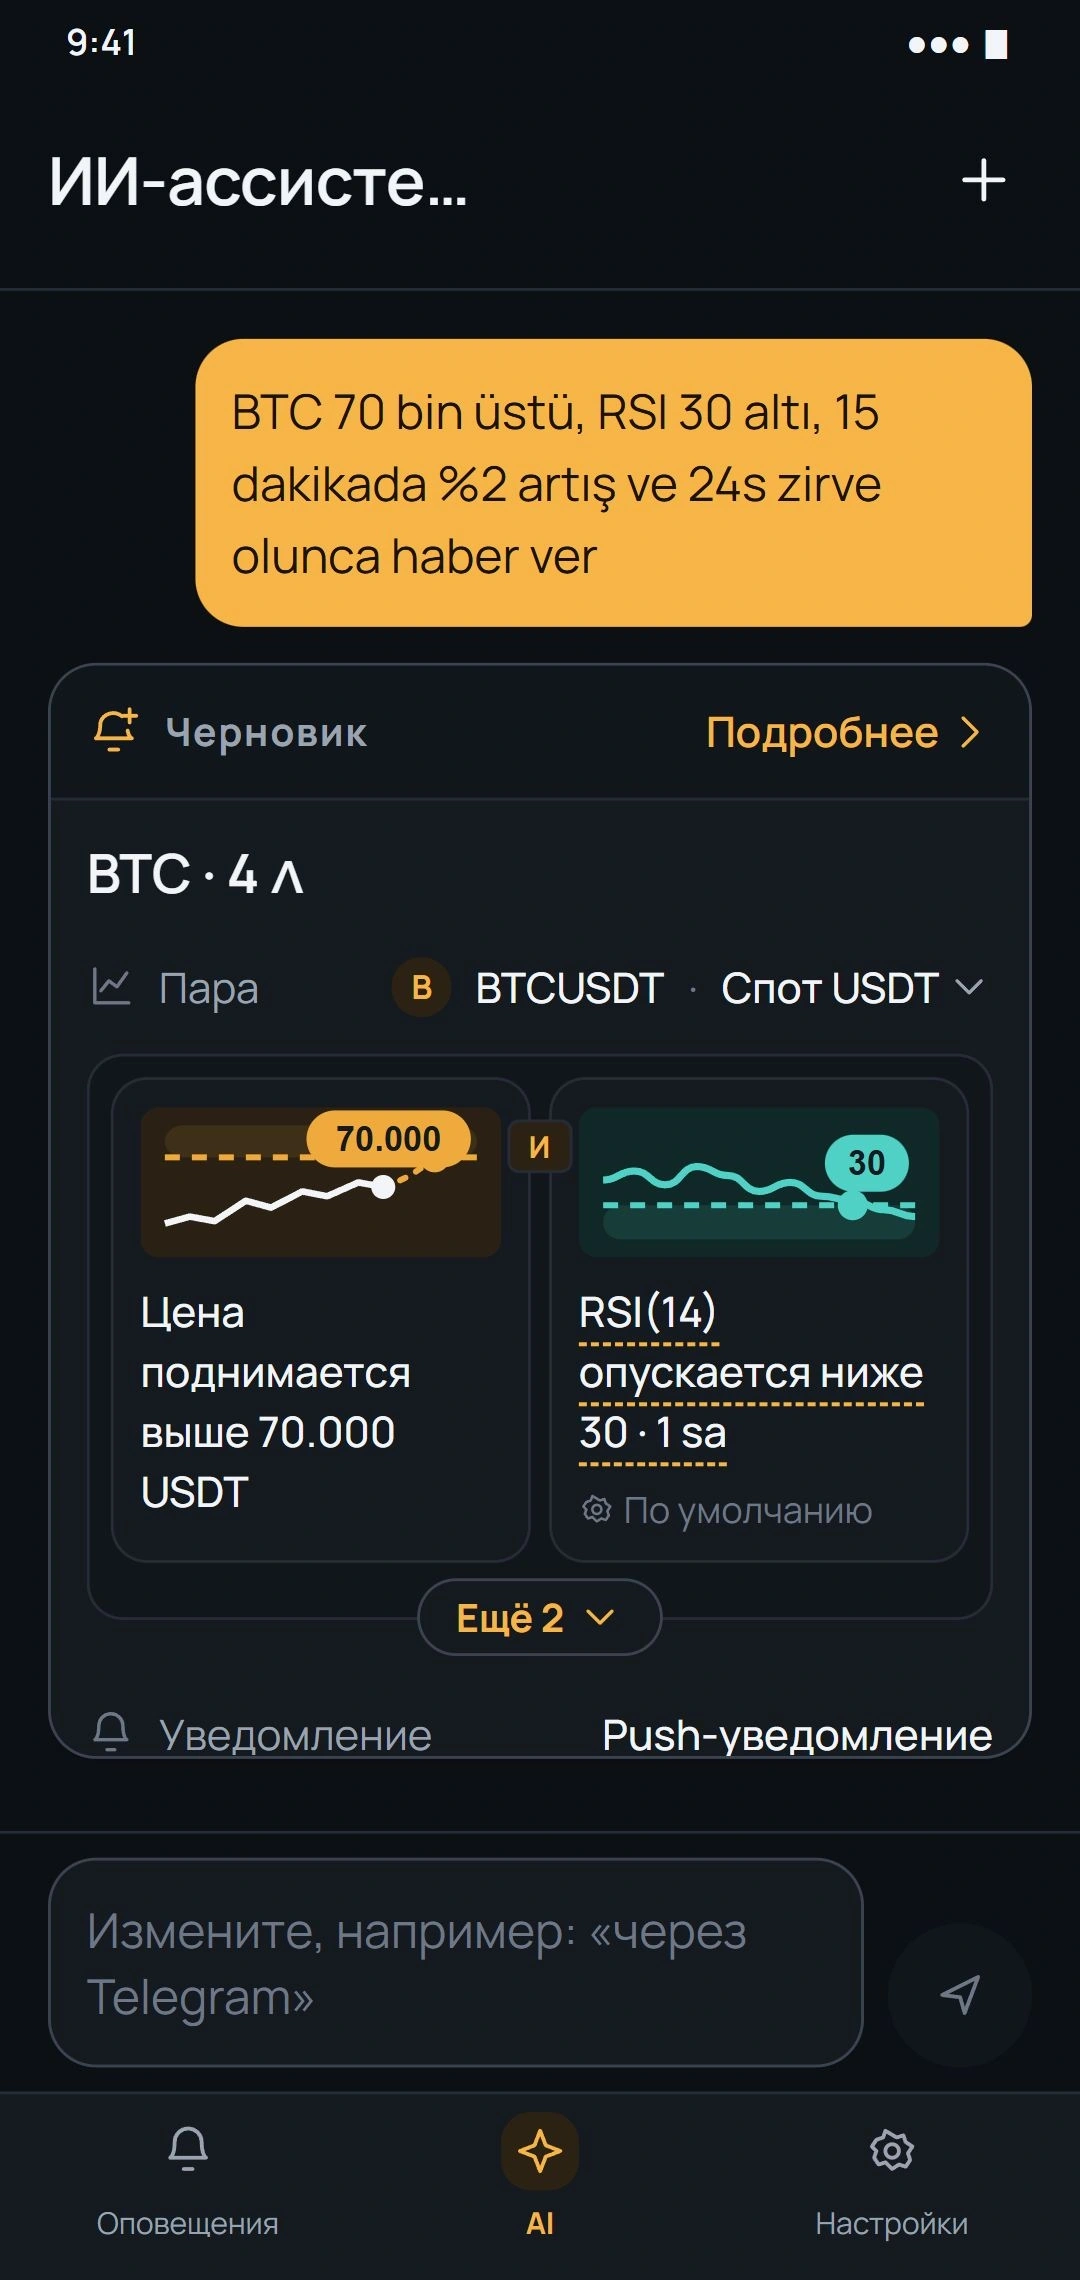 9:41
ИИ-ассисте...
BTC 70 bin üstü, RSI 30 altı, 15
dakikada %2 artış ve 24s zirve
olunca haber ver
Черновик
Подробнее
BTC · 4 ʌ
Пара
B
BTCUSDT · Спот USDT
70.000
И
30
Цена
поднимается
выше 70.000
USDT
RSI(14)
опускается ниже
30 · 1 sa
По умолчанию
Ещё 2
Уведомление
Push-уведомление
Измените, например: «через
Telegram»
Оповещения
AI
Настройки